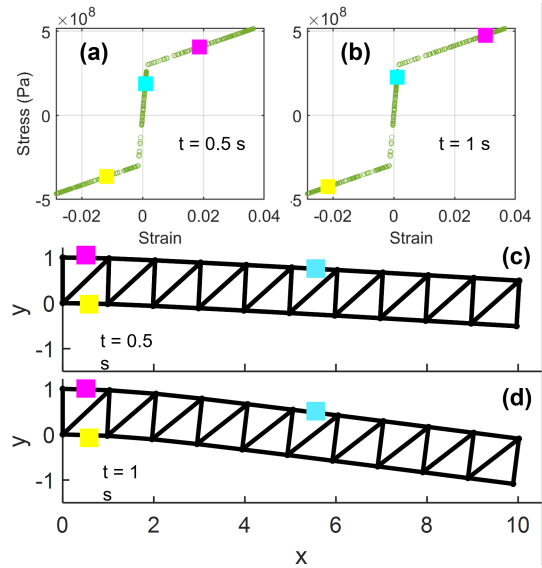 ×10⁸
×10⁸
(a)
(b)
5
5
0
0
-5
-5
Stress (Pa)
t = 0.5 s
t = 1 s
-0.02 0 0.02 0.04
-0.02 0 0.02 0.04
Strain
Strain
(c)
1
0
-1
y
t = 0.5
s
(d)
1
0
-1
y
t = 1
s
0 2 4 6 8 10
x